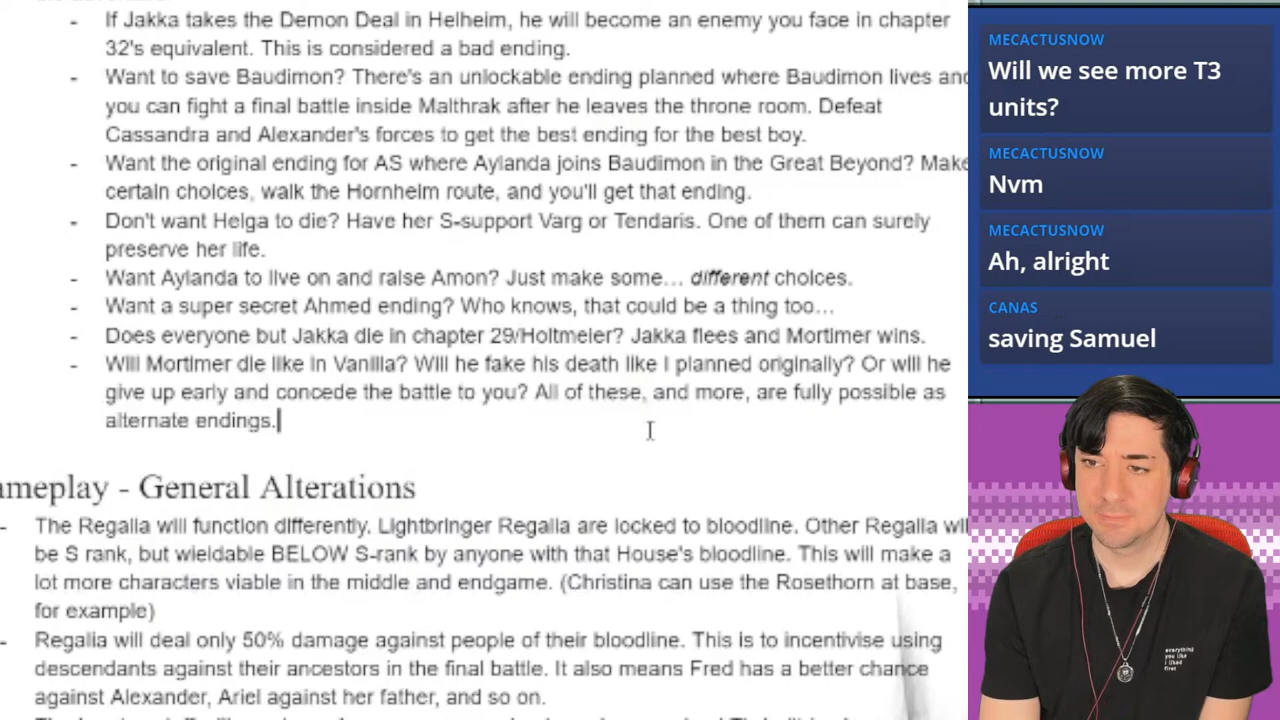 - If Jakka takes the Demon Deal in Helheim, he will become an enemy you face in chapter
32's equivalent. This is considered a bad ending.
- Want to save Baudimon? There's an unlockable ending planned where Baudimon lives and
you can fight a final battle inside Malthrak after he leaves the throne room. Defeat
Cassandra and Alexander's forces to get the best ending for the best boy.
- Want the original ending for AS where Aylanda joins Baudimon in the Great Beyond? Make
certain choices, walk the Hornheim route, and you'll get that ending.
- Don't want Helga to die? Have her S-support Varg or Tendaris. One of them can surely
preserve her life.
- Want Aylanda to live on and raise Amon? Just make some... different choices.
- Want a super secret Ahmed ending? Who knows, that could be a thing too...
- Does everyone but Jakka die in chapter 29/Holtmeier? Jakka flees and Mortimer wins.
- Will Mortimer die like in Vanilla? Will he fake his death like I planned originally? Or will he
give up early and concede the battle to you? All of these, and more, are fully possible as
alternate endings.
ameplay - General Alterations
- The Regalia will function differently. Lightbringer Regalia are locked to bloodline. Other Regalia wil
be S rank, but wieldable BELOW S-rank by anyone with that House's bloodline. This will make a
lot more characters viable in the middle and endgame. (Christina can use the Rosethorn at base,
for example)
- Regalia will deal only 50% damage against people of their bloodline. This is to incentivise using
descendants against their ancestors in the final battle. It also means Fred has a better chance
against Alexander, Ariel against her father, and so on.
MECACTUSNOW
Will we see more T3
units?
MECACTUSNOW
Nvm
MECACTUSNOW
Ah, alright
CANAS
saving Samuel
everything
you like
i liked
first